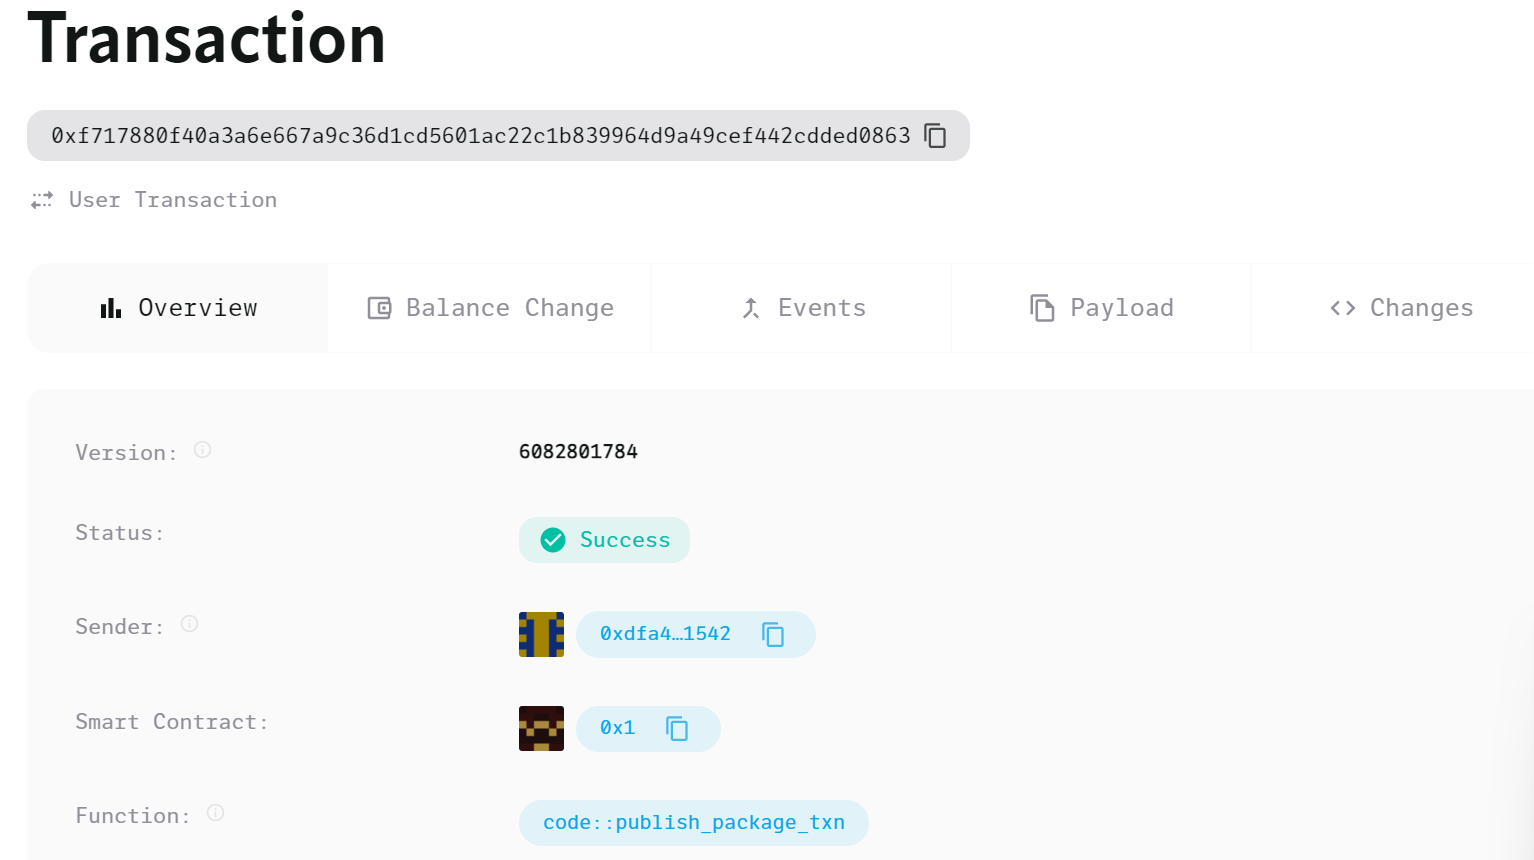 Transaction
0xf717880f40a3a6e667a9c36d1cd5601ac22c1b839964d9a49cef442cdded0863
User Transaction
Overview Balance Change Events Payload Changes
Version: 6082801784
Status: Success
Sender: 0xdfa4…1542
Smart Contract: 0x1
Function: code::publish_package_txn